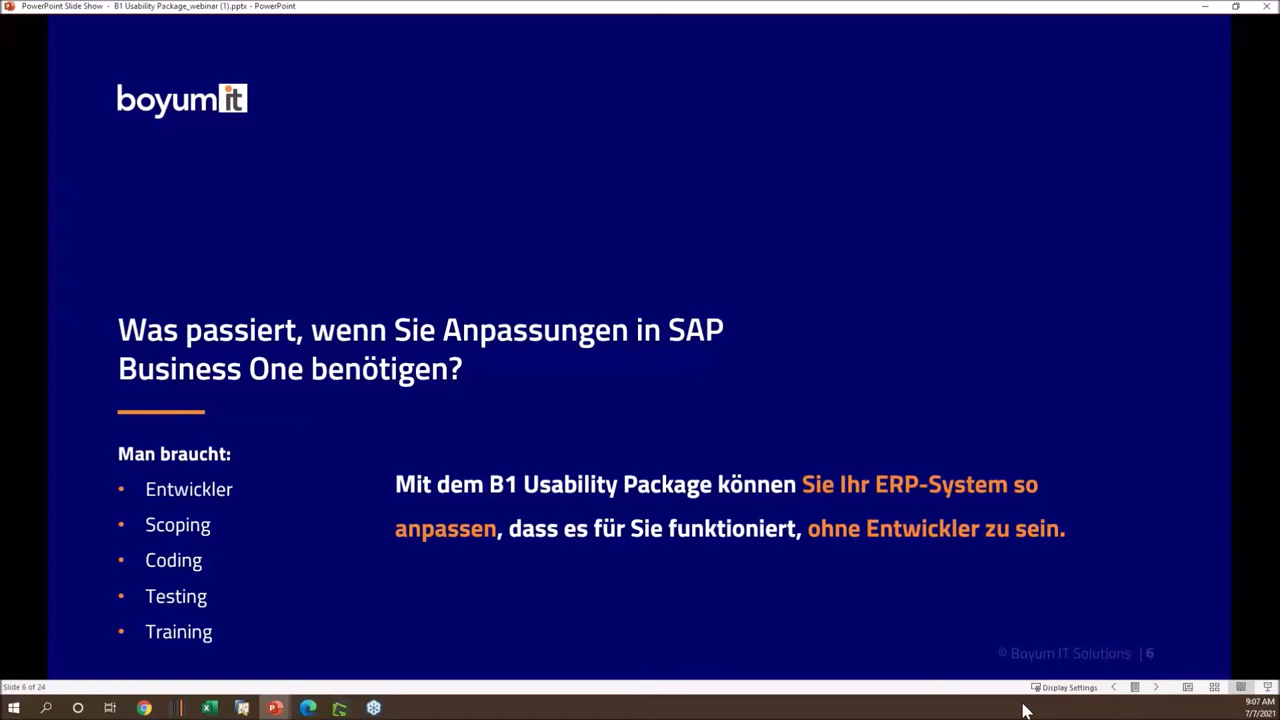 PowerPoint Slide Show - B1 Usability Package_webinar (1).pptx - PowerPoint
boyumit
Was passiert, wenn Sie Anpassungen in SAP
Business One benötigen?
Man braucht:
• Entwickler
• Scoping
• Coding
• Testing
• Training
Mit dem B1 Usability Package können Sie Ihr ERP-System so
anpassen, dass es für Sie funktioniert, ohne Entwickler zu sein.
© Boyum IT Solutions | 6
Slide 6 of 24
Display Settings
9:07 AM
7/7/2021